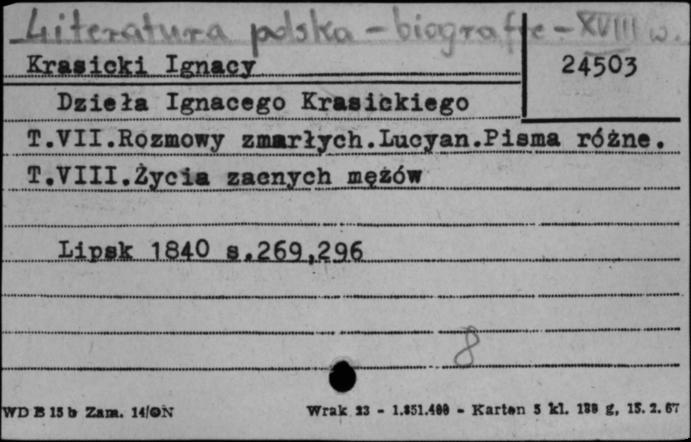 Literatura polska - biografie - XVIII w.
Krasicki Ignacy
24503
Dzieła Ignacego Krasickiego
T.VII.Rozmowy zmarłych.Lucyan.Pisma różne.
T.VIII.Życia zacnych mężów
Lipsk 1840 s.269,296
8
WD B 15 b Zam. 14/ON Wrak 23 - 1.851.400 - Karten 5 kl. 180 g, 15. 2. 67